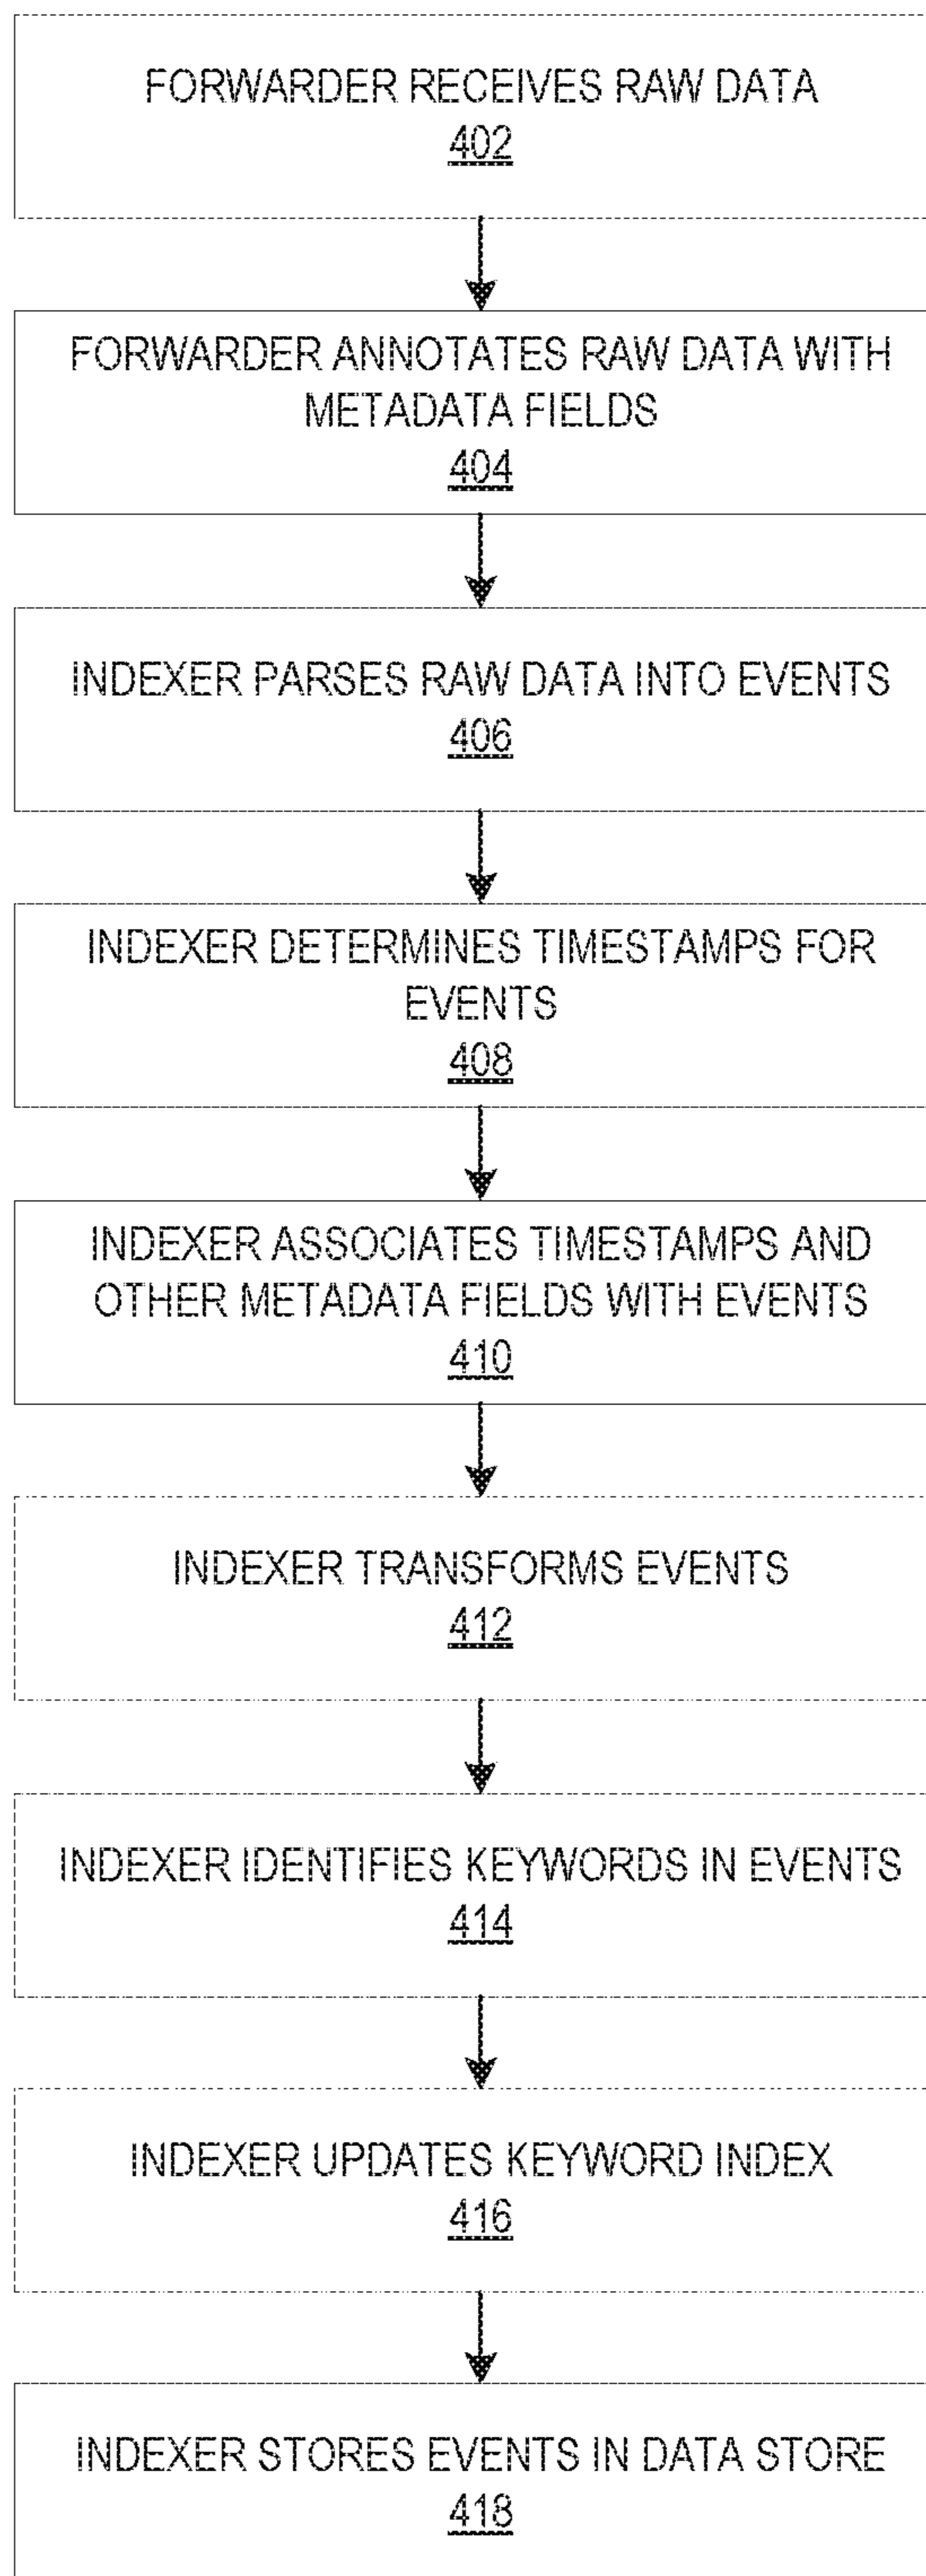 FORWARDER RECEIVES RAW DATA
402
FORWARDER ANNOTATES RAW DATA WITH
METADATA FIELDS
404
INDEXER PARSES RAW DATA INTO EVENTS
406
INDEXER DETERMINES TIMESTAMPS FOR
EVENTS
408
INDEXER ASSOCIATES TIMESTAMPS AND
OTHER METADATA FIELDS WITH EVENTS
410
INDEXER TRANSFORMS EVENTS
412
INDEXER IDENTIFIES KEYWORDS IN EVENTS
414
INDEXER UPDATES KEYWORD INDEX
416
INDEXER STORES EVENTS IN DATA STORE
418